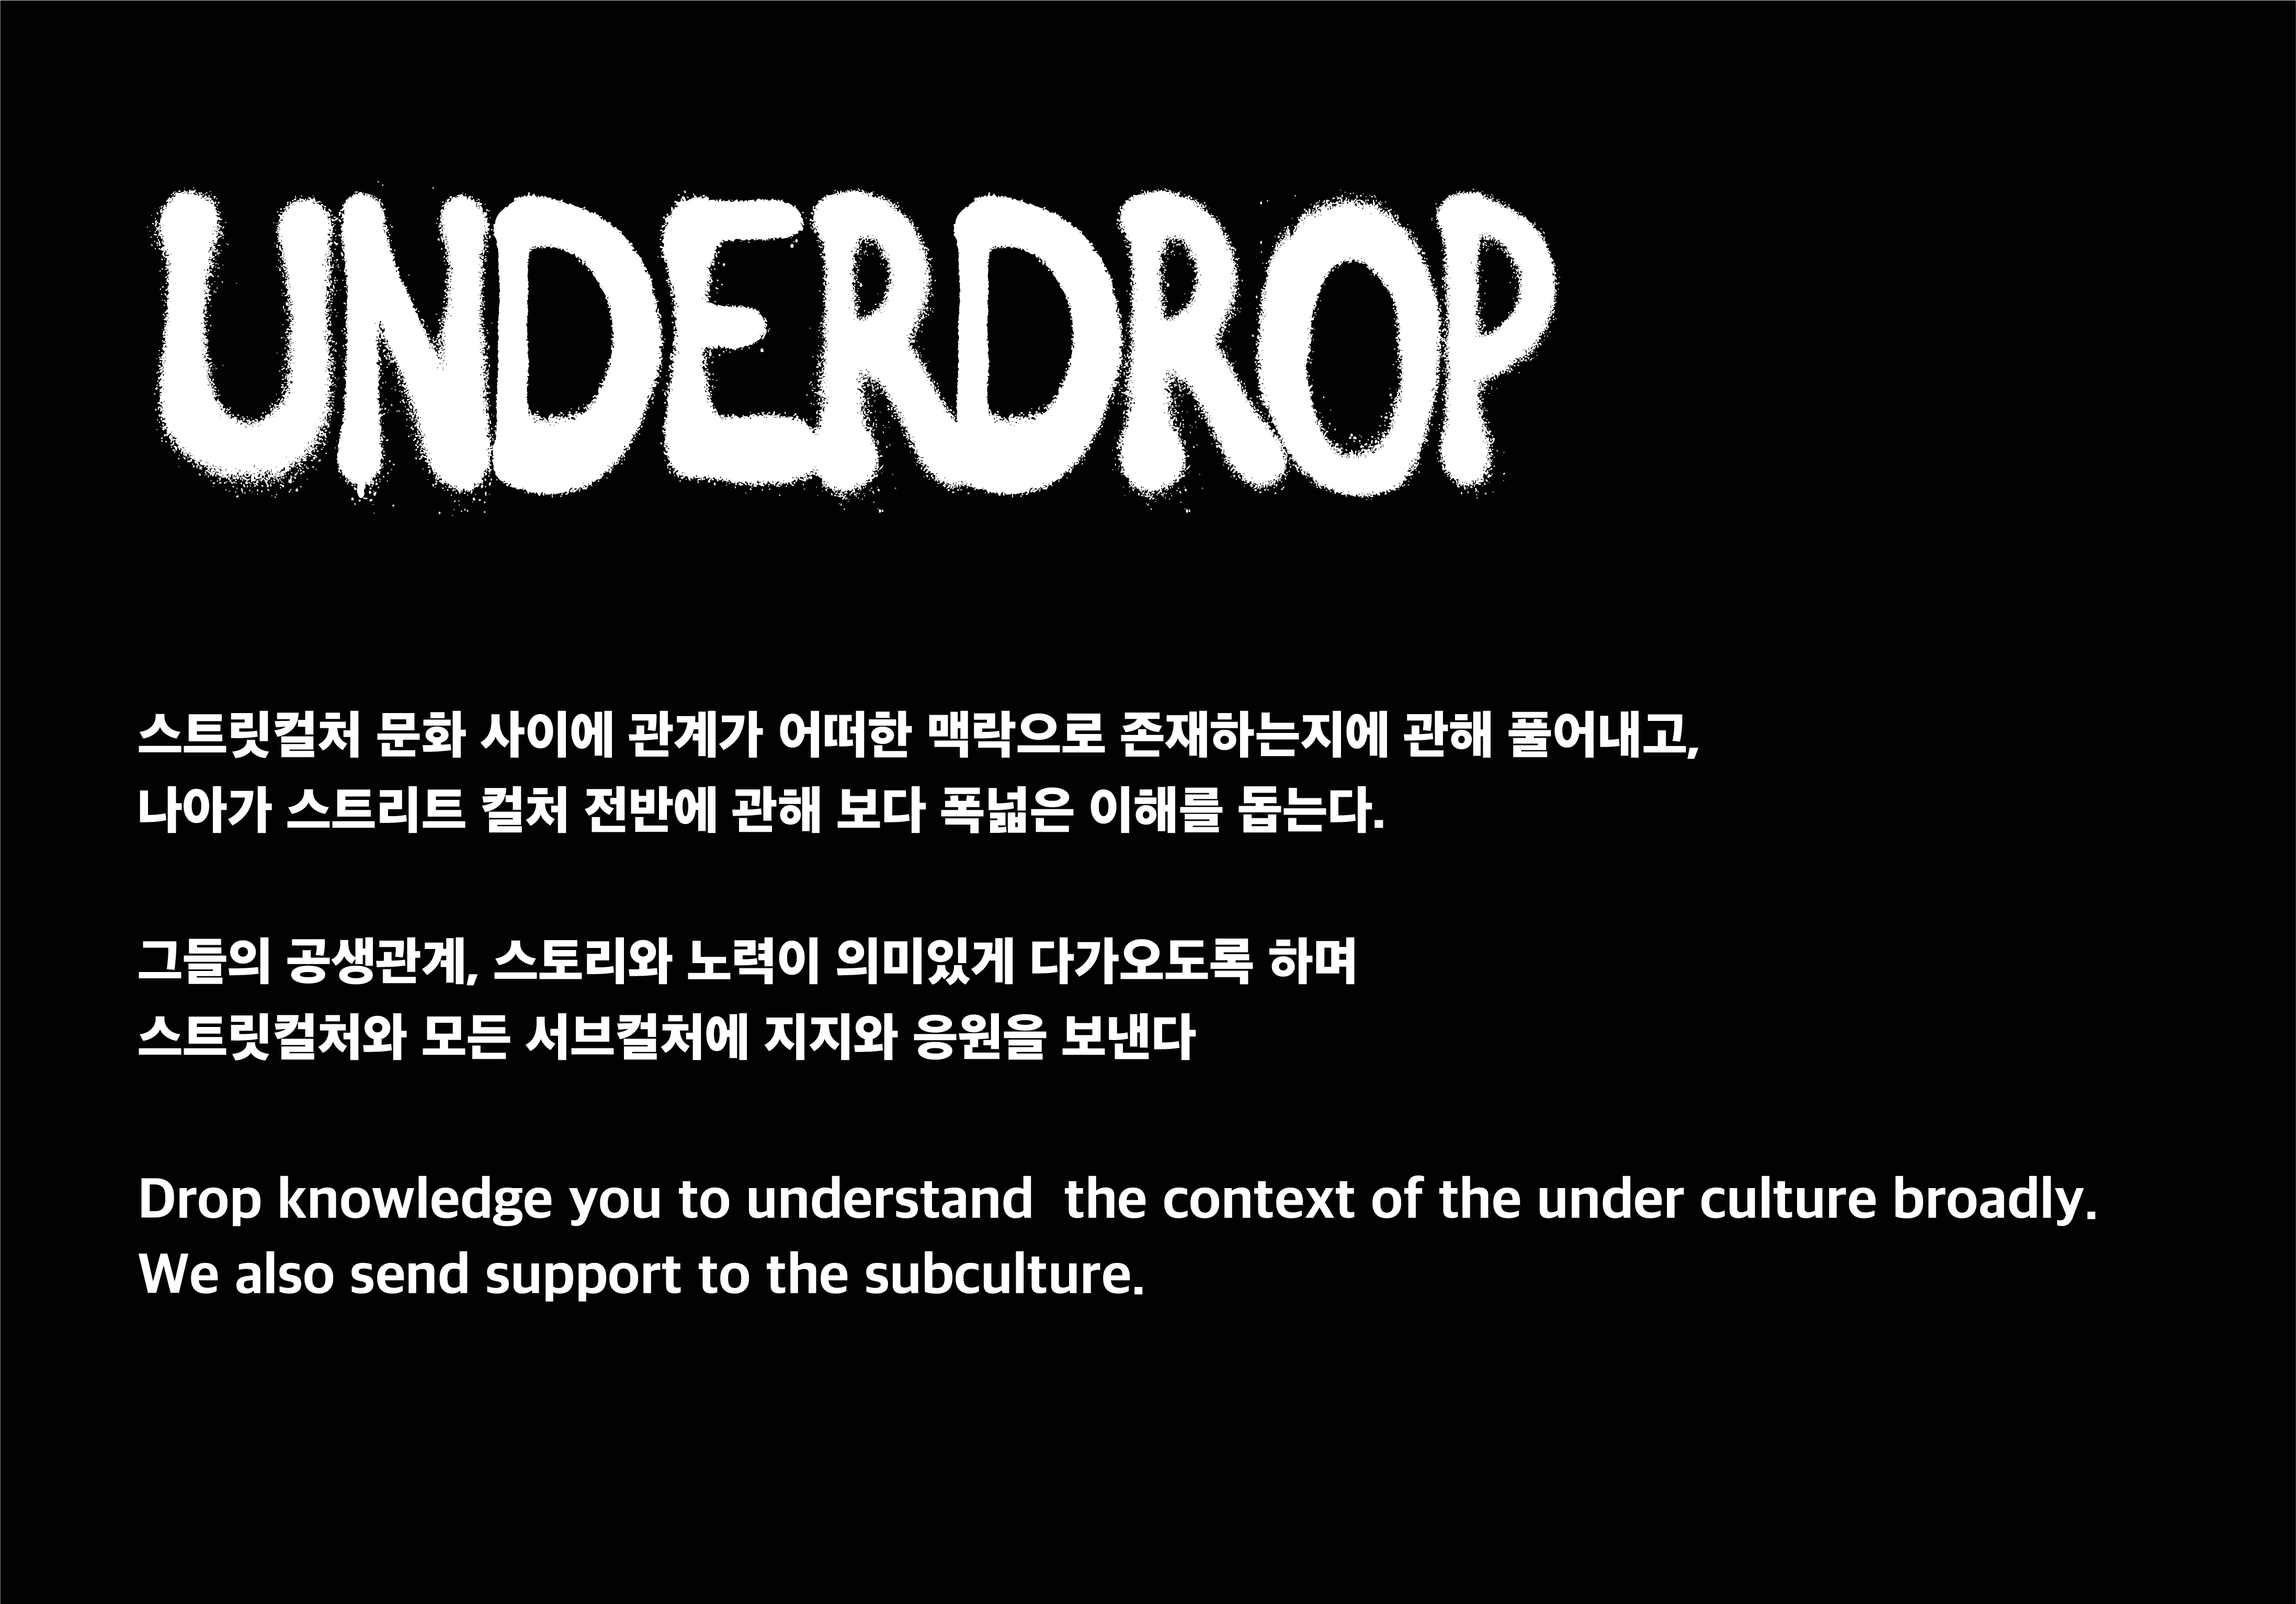 UNDERDROP
스트릿컬처 문화 사이에 관계가 어떠한 맥락으로 존재하는지에 관해 풀어내고,
나아가 스트리트 컬처 전반에 관해 보다 폭넓은 이해를 돕는다.
그들의 공생관계, 스토리와 노력이 의미있게 다가오도록 하며
스트릿컬처와 모든 서브컬처에 지지와 응원을 보낸다
Drop knowledge you to understand  the context of the under culture broadly.
We also send support to the subculture.